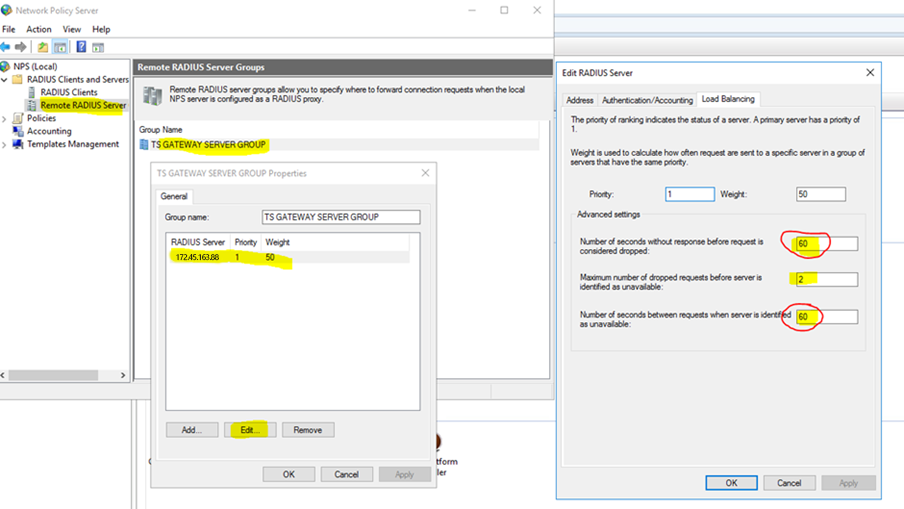 Network Policy Server
File Action View Help
NPS (Local)
RADIUS Clients and Servers
RADIUS Clients
Remote RADIUS Server
Policies
Accounting
Templates Management
Remote RADIUS Server Groups
Remote RADIUS server groups allow you to specify where to forward connection requests when the local
NPS server is configured as a RADIUS proxy.
Group Name
TS GATEWAY SERVER GROUP
TS GATEWAY SERVER GROUP Properties
General
Group name: TS GATEWAY SERVER GROUP
RADIUS Server Priority Weight
172.45.163.88 1 50
Add... Edit... Remove
OK Cancel Apply
tform
ler
Edit RADIUS Server
Address Authentication/Accounting Load Balancing
The priority of ranking indicates the status of a server. A primary server has a priority of
1.
Weight is used to calculate how often request are sent to a specific server in a group of
servers that have the same priority.
Priority: 1 Weight: 50
Advanced settings
Number of seconds without response before request is
considered dropped: 60
Maximum number of dropped requests before server is
identified as unavailable: 2
Number of seconds between requests when server is identified
as unavailable: 60
OK Cancel Apply